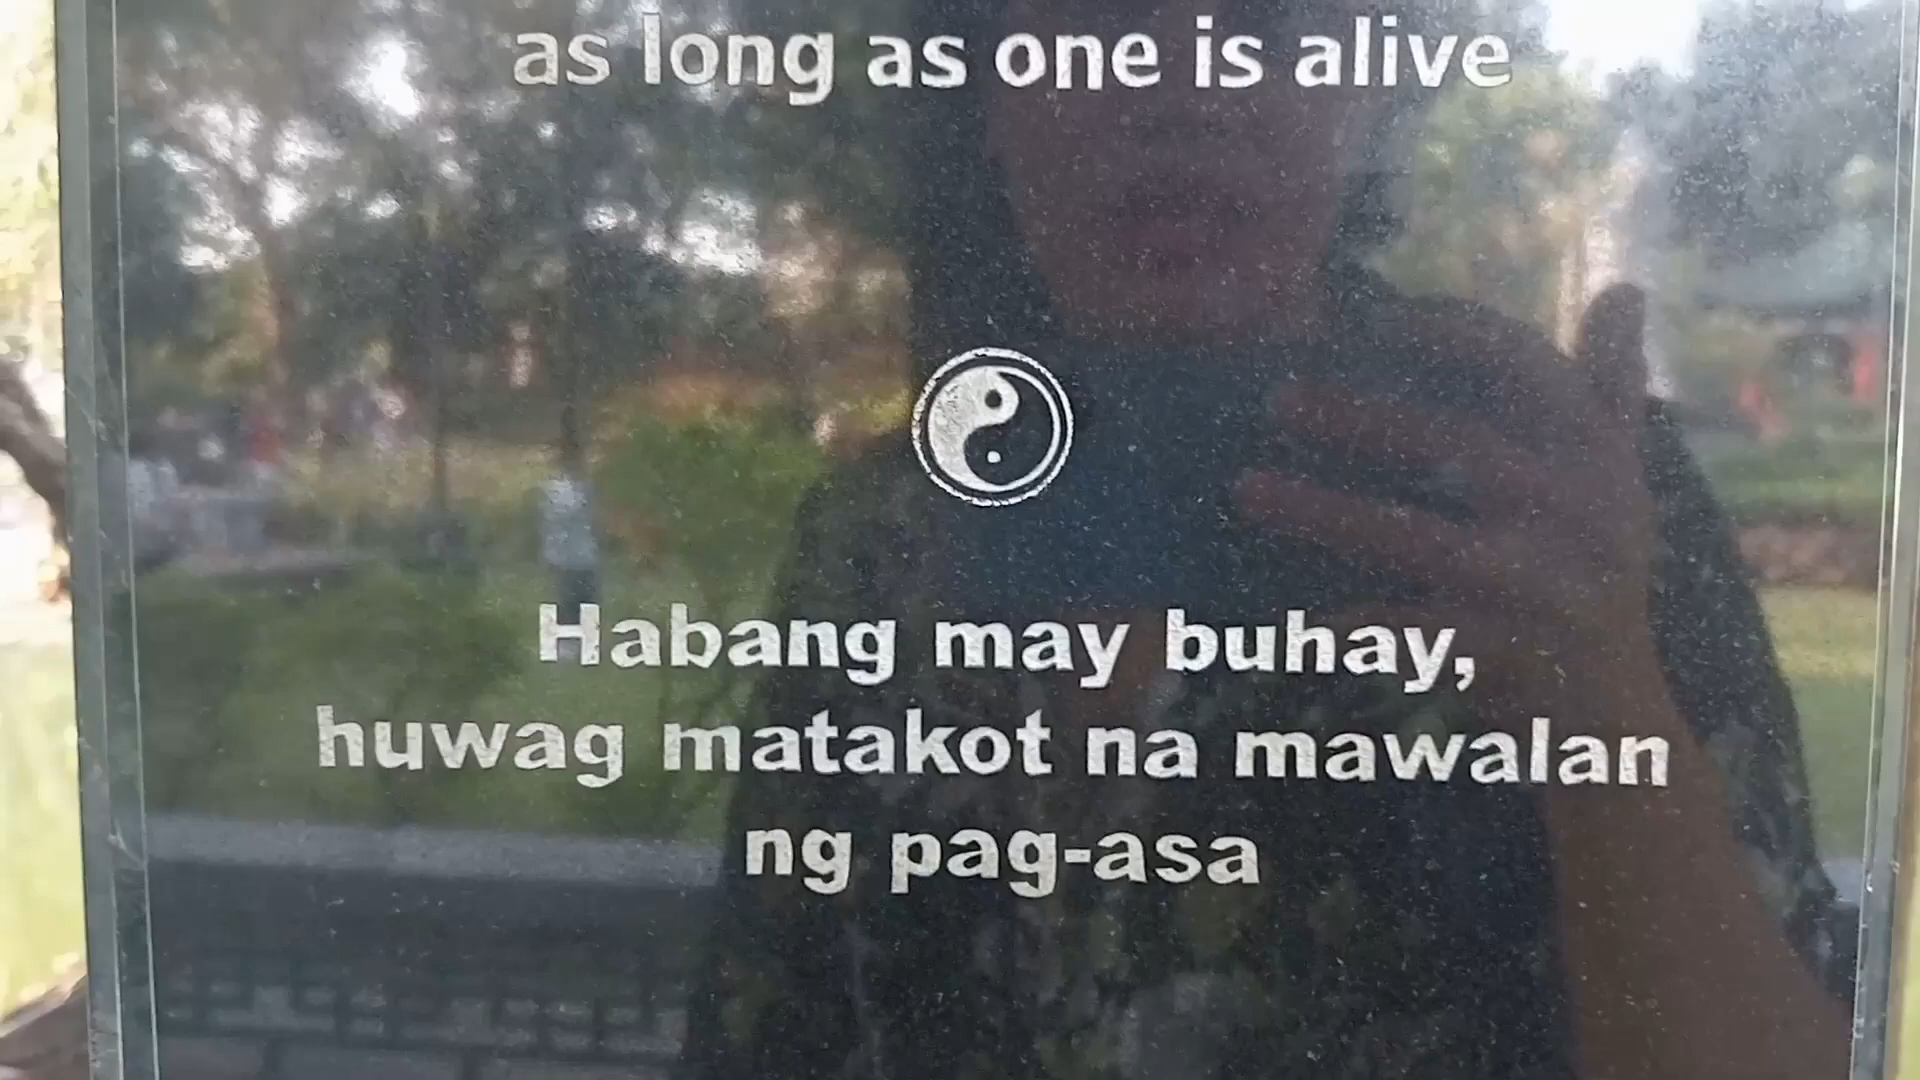 as long as one is alive
Habang may buhay,
huwag matakot na mawalan
ng pag-asa